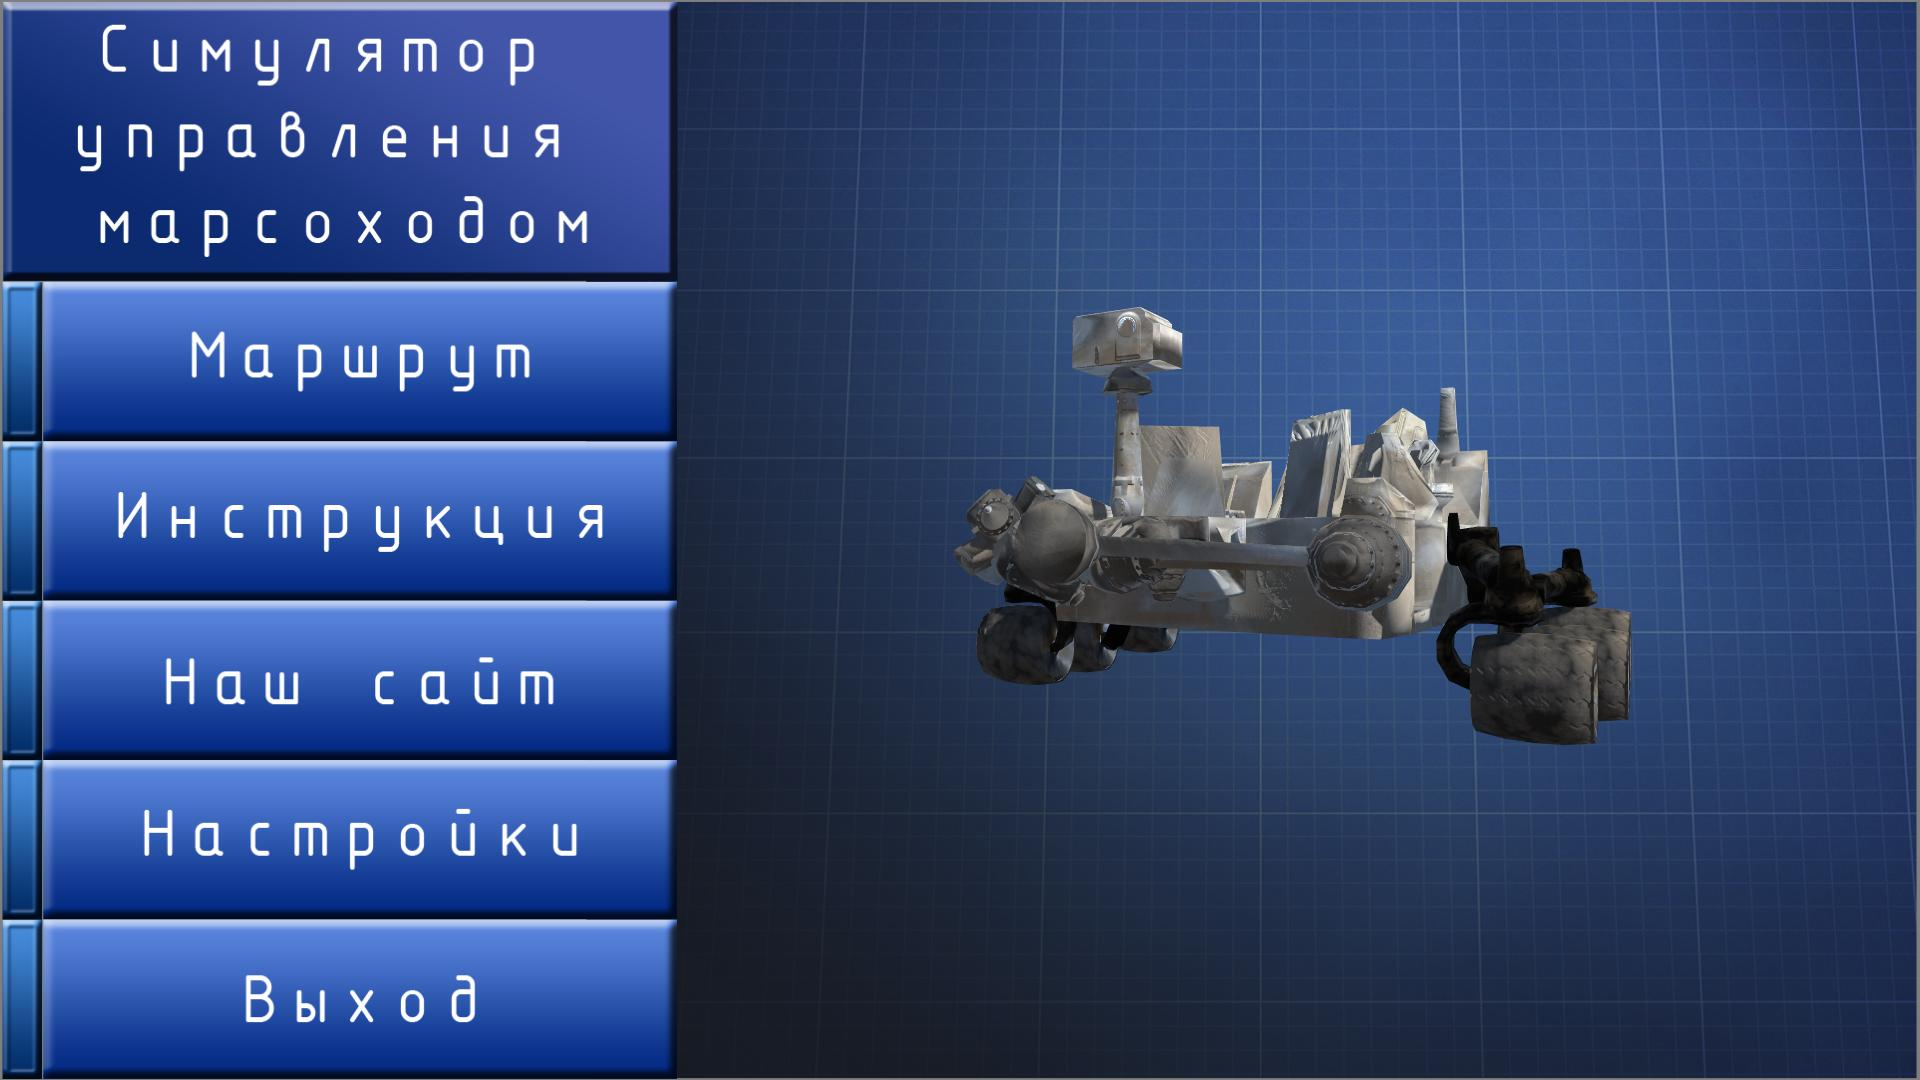 Симулятор
управления
марсоходом
Маршрут
Инструкция
Наш сайт
Настройки
Выход